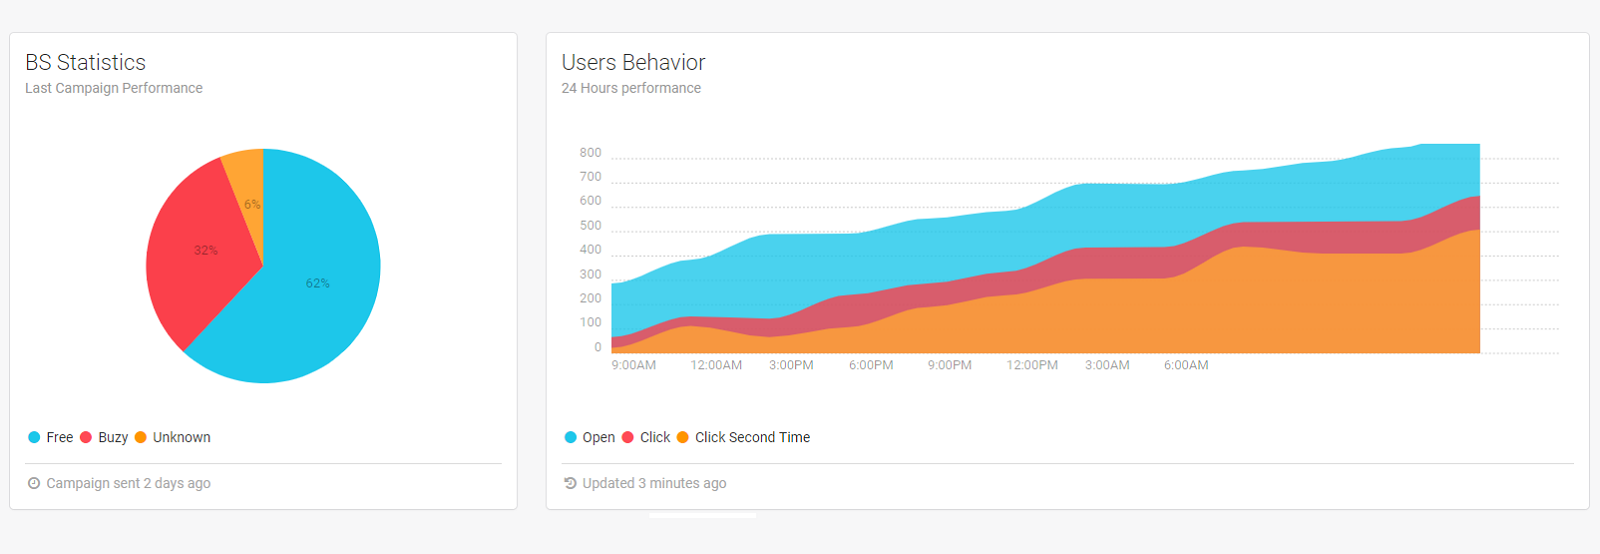 BS Statistics
Last Campaign Performance
6%
32%
62%
Free Buzy Unknown
Campaign sent 2 days ago
Users Behavior
24 Hours performance
800
700
600
500
400
300
200
100
0
9:00AM 12:00AM 3:00PM 6:00PM 9:00PM 12:00PM 3:00AM 6:00AM
Open Click Click Second Time
Updated 3 minutes ago